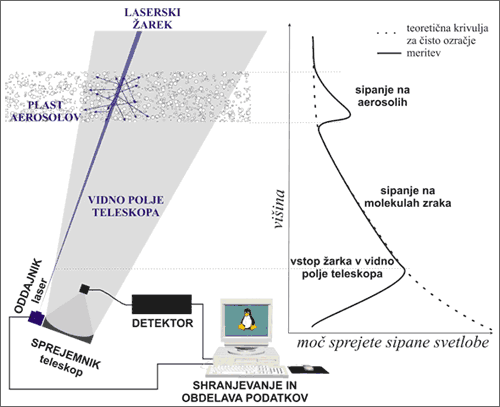 LASERSKI
ŽAREK
PLAST
AEROSOLOV
VIDNO POLJE
TELESKOPA
ODDAJNIK
laser
SPREJEMNIK
teleskop
DETEKTOR
SHRANJEVANJE IN
OBDELAVA PODATKOV
višina
teoretična krivulja
za čisto ozračje
meritev
sipanje na
aerosolih
sipanje na
molekulah zraka
vstop žarka v vidno
polje teleskopa
moč sprejete sipane svetlobe